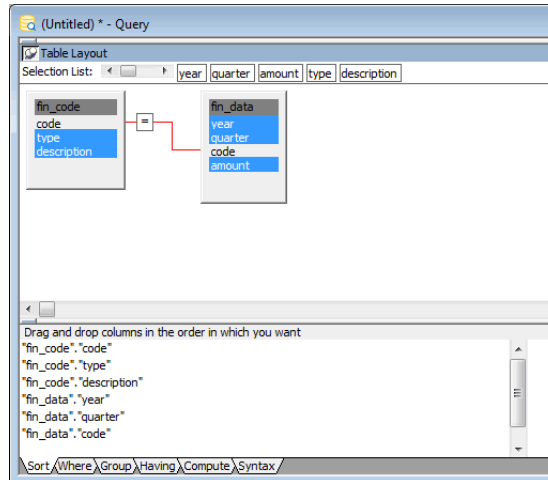 (Untitled) * - Query
Table Layout
Selection List: year quarter amount type description
fin_code
code
type
description
=
fin_data
year
quarter
code
amount
Drag and drop columns in the order in which you want
"fin_code"."code"
"fin_code"."type"
"fin_code"."description"
"fin_data"."year"
"fin_data"."quarter"
"fin_data"."code"
Sort Where Group Having Compute Syntax